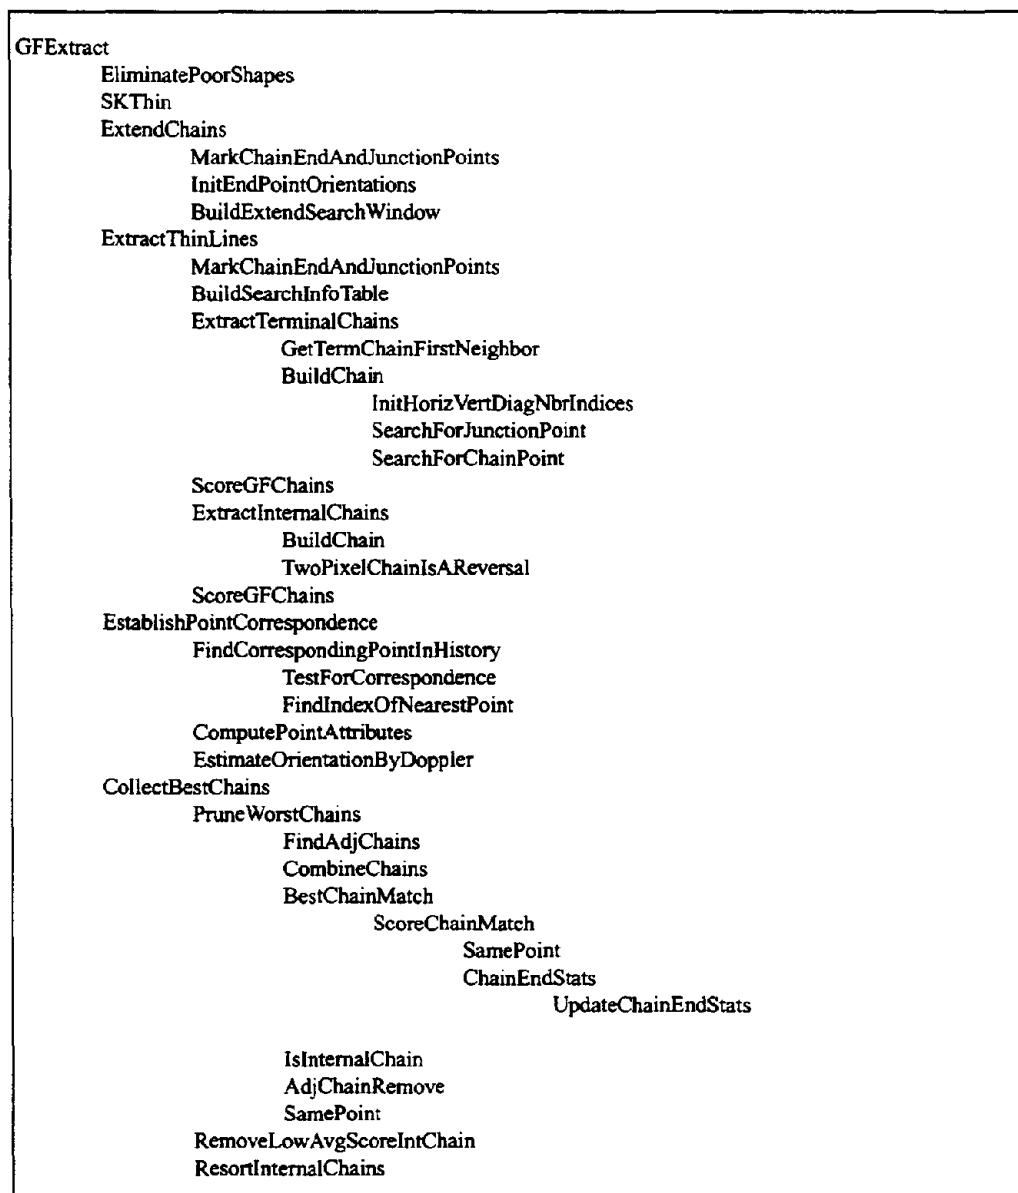 GFExtract
EliminatePoorShapes
SKThin
ExtendChains
MarkChainEndAndJunctionPoints
InitEndPointOrientations
BuildExtendSearchWindow
ExtractThinLines
MarkChainEndAndJunctionPoints
BuildSearchInfoTable
ExtractTerminalChains
GetTermChainFirstNeighbor
BuildChain
InitHorizVertDiagNbrIndices
SearchForJunctionPoint
SearchForChainPoint
ScoreGFChains
ExtractInternalChains
BuildChain
TwoPixelChainIsAReversal
ScoreGFChains
EstablishPointCorrespondence
FindCorrespondingPointInHistory
TestForCorrespondence
FindIndexOfNearestPoint
ComputePointAttributes
EstimateOrientationByDoppler
CollectBestChains
PruneWorstChains
FindAdjChains
CombineChains
BestChainMatch
ScoreChainMatch
SamePoint
ChainEndStats
UpdateChainEndStats
IsInternalChain
AdjChainRemove
SamePoint
RemoveLowAvgScoreIntChain
ResortInternalChains